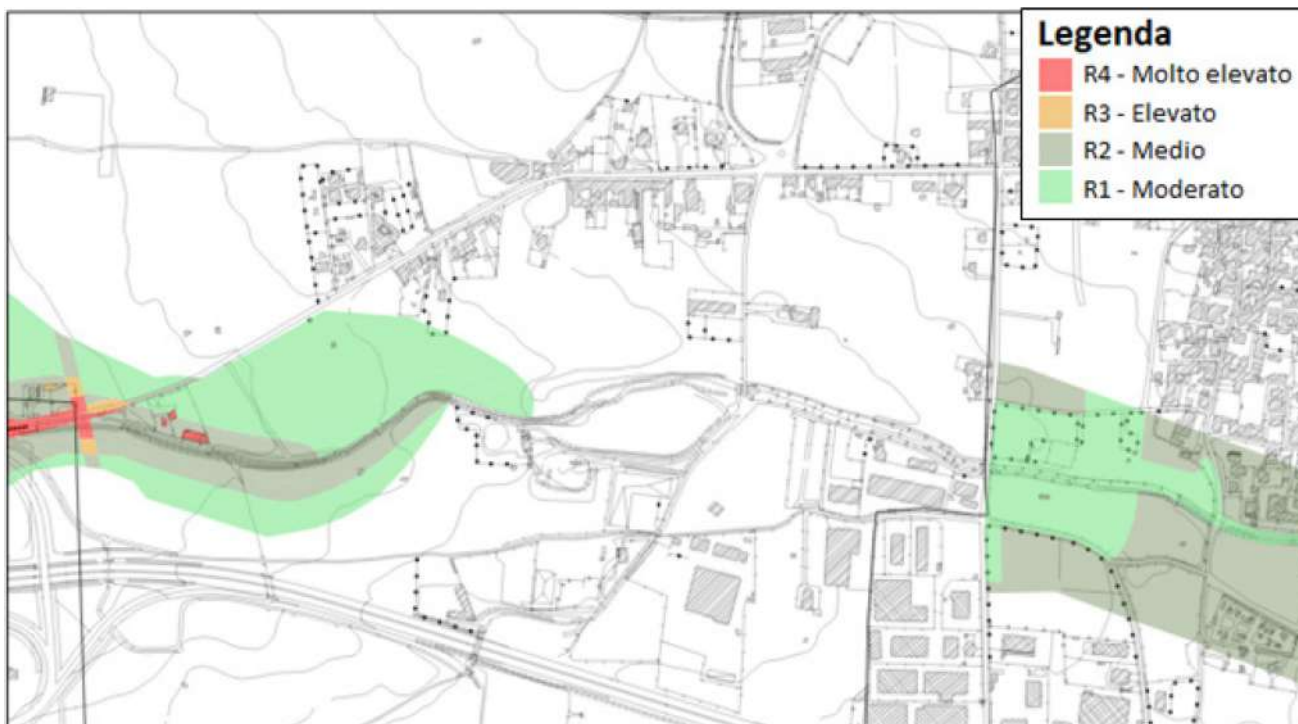 Legenda
R4 - Molto elevato
R3 - Elevato
R2 - Medio
R1 - Moderato